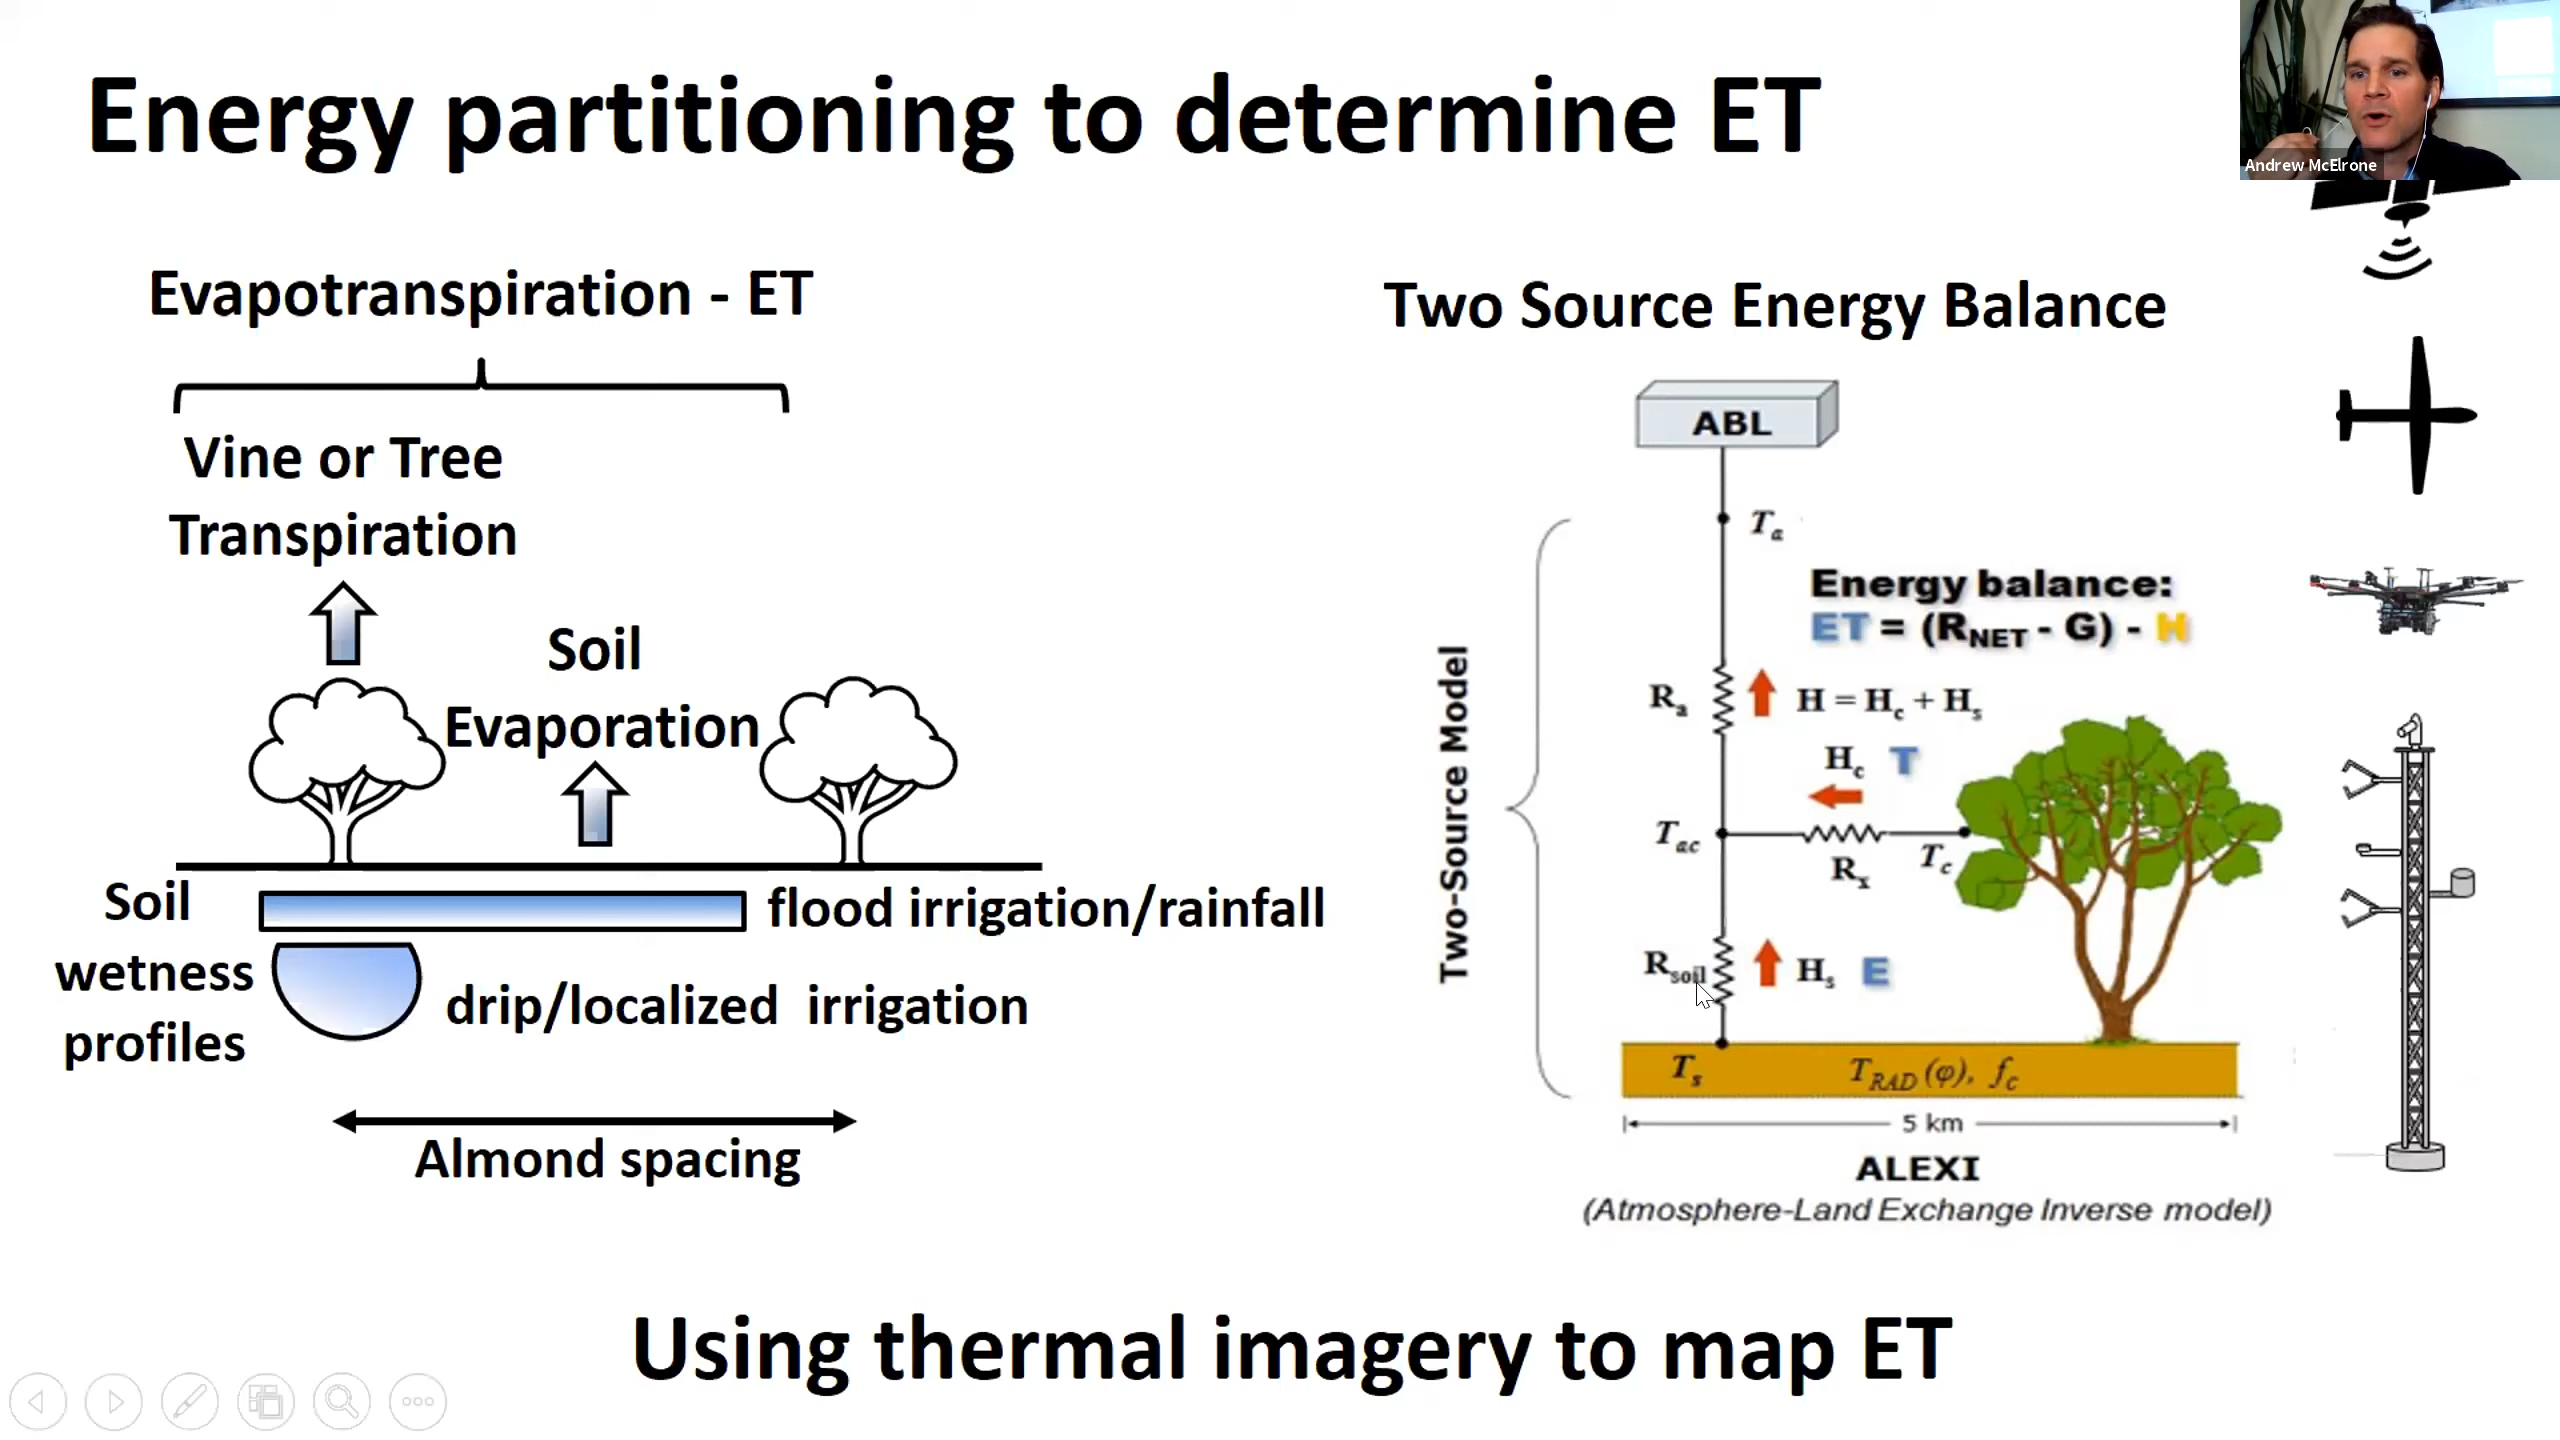 Energy partitioning to determine ET
Andrew McElrone
Evapotranspiration - ET
Vine or Tree
Transpiration
Soil
Evaporation
Soil
wetness
profiles
flood irrigation/rainfall
drip/localized irrigation
Almond spacing
Two Source Energy Balance
ABL
Two-Source Model
Tₐ
Energy balance:
ET = (R_NET - G) - H
Rₐ
H = H_c + H_s
H_c T
T_ac
R_x
T_c
R_soil
H_s E
T_s
T_RAD (φ), f_c
5 km
ALEXI
(Atmosphere-Land Exchange Inverse model)
Using thermal imagery to map ET